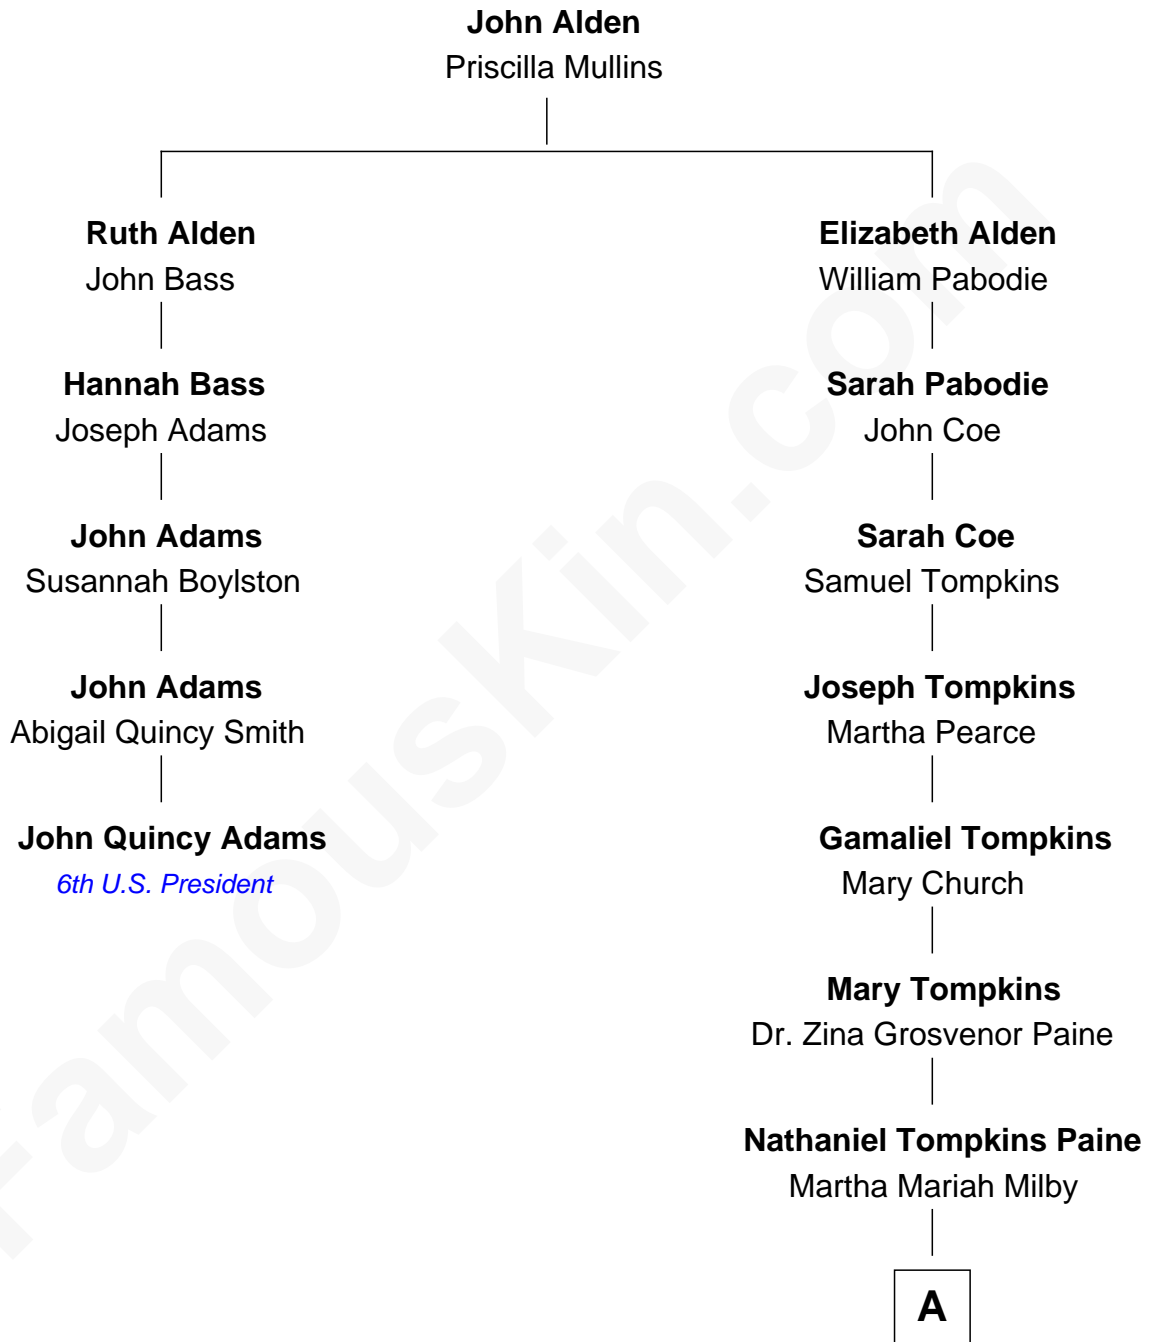 John Alden
Priscilla Mullins
Ruth Alden
John Bass
Elizabeth Alden
William Pabodie
Hannah Bass
Joseph Adams
Sarah Pabodie
John Coe
John Adams
Susannah Boylston
Sarah Coe
Samuel Tompkins
John Adams
Abigail Quincy Smith
Joseph Tompkins
Martha Pearce
John Quincy Adams
6th U.S. President
Gamaliel Tompkins
Mary Church
Mary Tompkins
Dr. Zina Grosvenor Paine
Nathaniel Tompkins Paine
Martha Mariah Milby
A
FamousKin.com